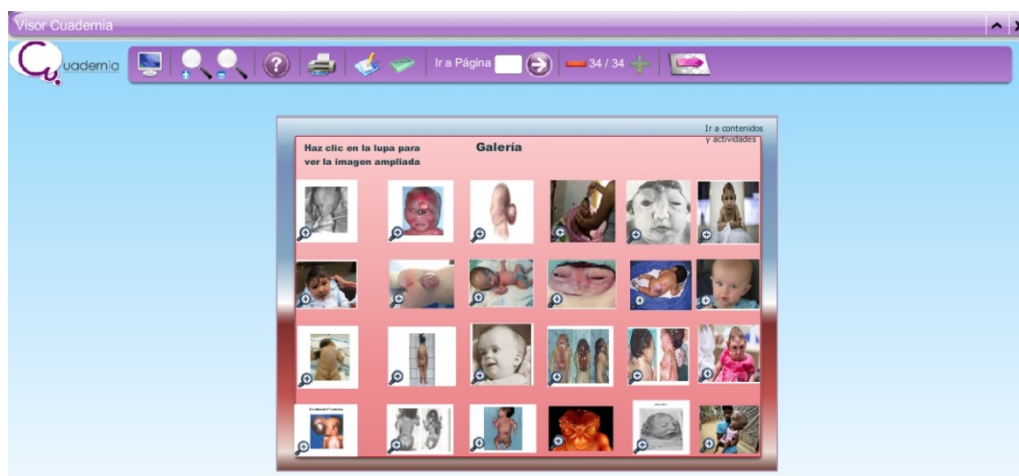 Visor Cuadernia
uadernia
Ir a Página
34 / 34
Ir a contenidos
y actividades
Haz clic en la lupa para
ver la imagen ampliada
Galería